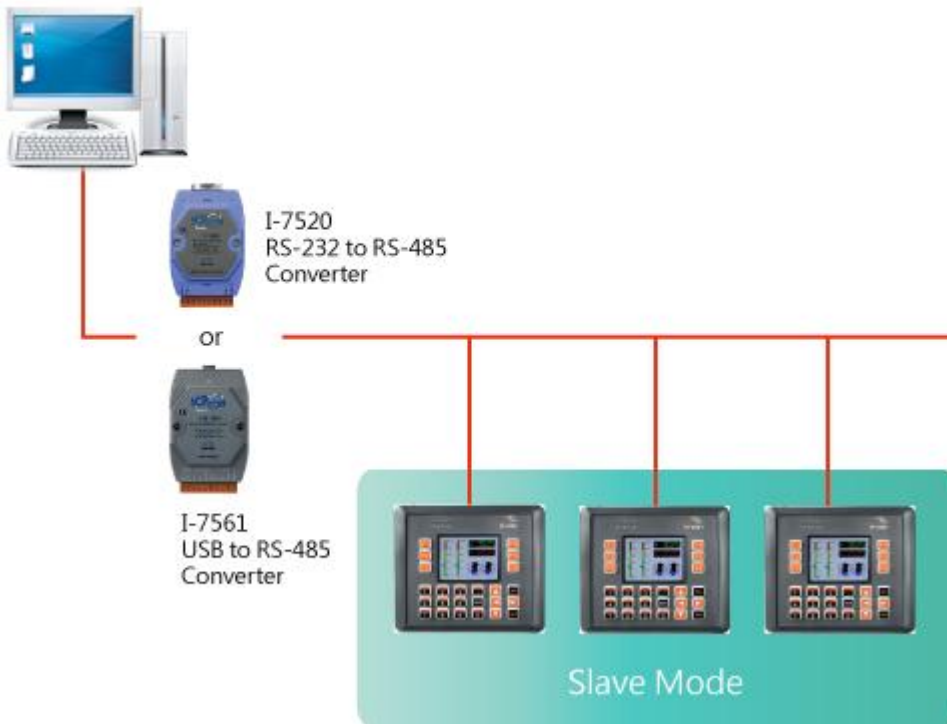 I-7520
RS-232 to RS-485
Converter
or
I-7561
USB to RS-485
Converter
Slave Mode